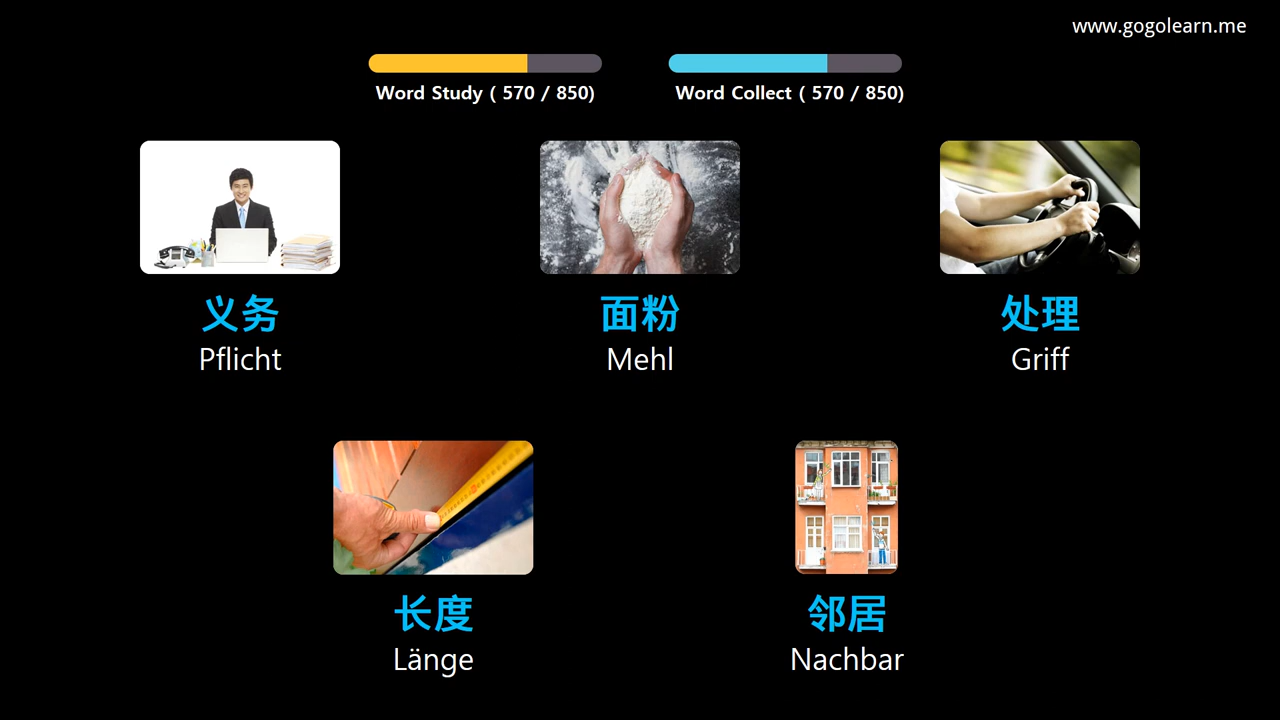 www.gogolearn.me
Word Study ( 570 / 850)
Word Collect ( 570 / 850)
义务
Pflicht
面粉
Mehl
处理
Griff
长度
Länge
邻居
Nachbar